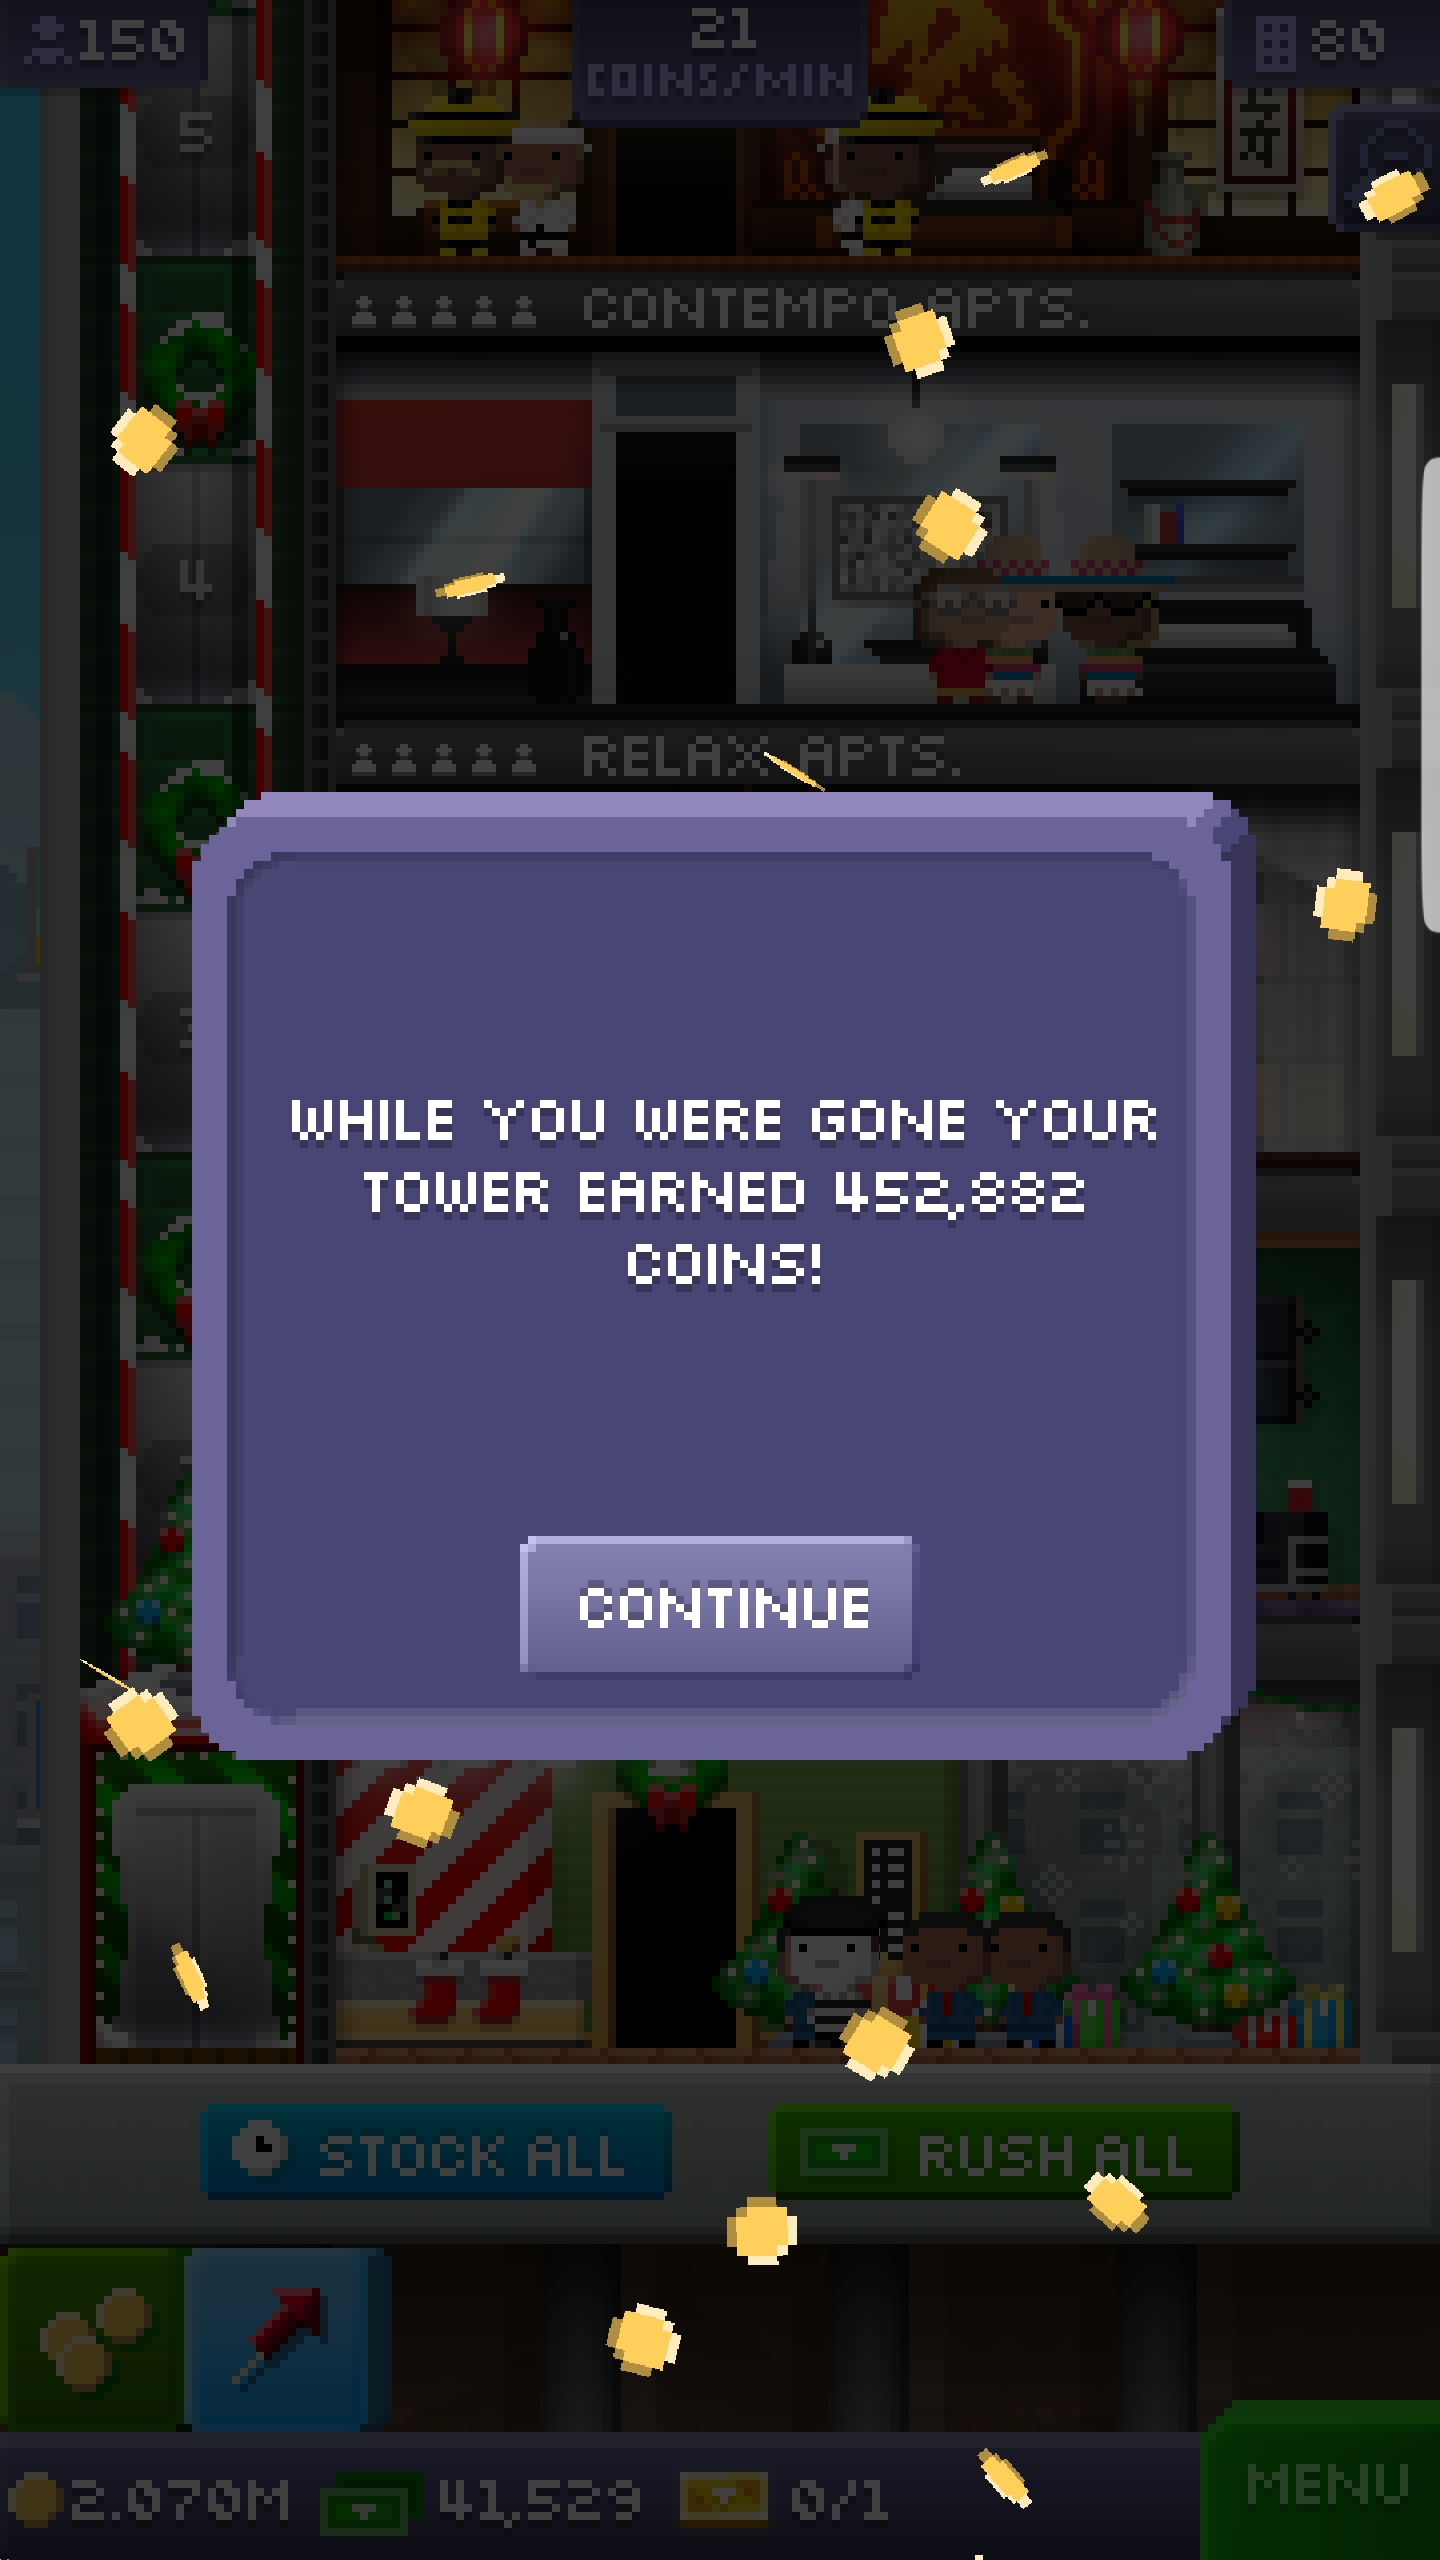 150
21
COINS/MIN
80
5
CONTEMPO APTS.
4
RELAX APTS.
WHILE YOU WERE GONE YOUR
TOWER EARNED 452,882
COINS!
CONTINUE
STOCK ALL
RUSH ALL
2.070M
41,529
0/1
MENU